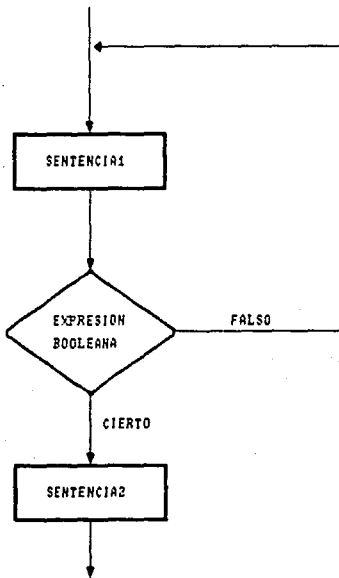 SENTENCIA1
EXPRESION
BOOLEANA
FALSO
CIERTO
SENTENCIA2